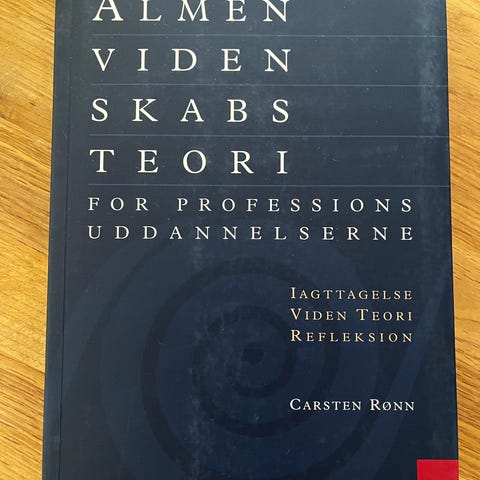 ALMEN
VIDEN
SKABS
TEORI
FOR PROFESSIONS
UDDANNELSERNE
IAGTTAGELSE
VIDEN TEORI
REFLEKSION
CARSTEN RØNN